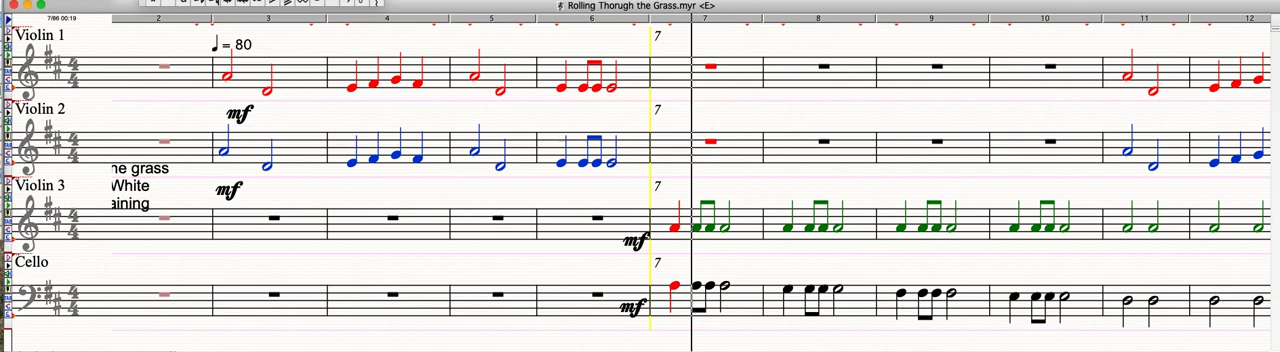 Rolling Thorugh the Grass.myr <E>
7/86 00:19 2 3 4 5 6 7 8 9 10 11 12
Violin 1
= 80
7
mf
Violin 2
7
ne grass
White
aining
mf
Violin 3
7
mf
Cello
7
mf